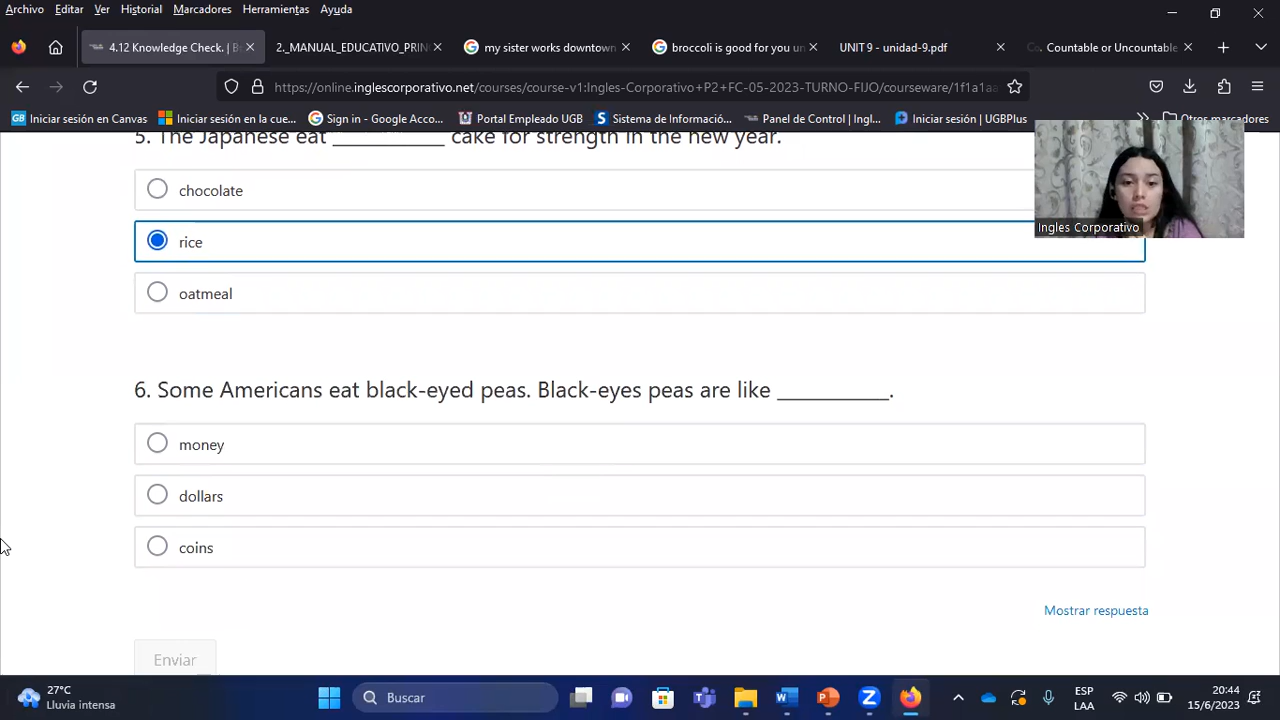 Archivo Editar Ver Historial Marcadores Herramientas Ayuda
4.12 Knowledge Check. | B
2._MANUAL_EDUCATIVO_PRIN
my sister works downtown
broccoli is good for you un
UNIT 9 - unidad-9.pdf
Countable or Uncountable
https://online.inglescorporativo.net/courses/course-v1:Ingles-Corporativo+P2+FC-05-2023-TURNO-FIJO/courseware/1f1a1aa
GB Iniciar sesión en Canvas
Iniciar sesión en la cue...
Sign in - Google Acco...
Portal Empleado UGB
S Sistema de Informació...
Panel de Control | Ingl...
Iniciar sesión | UGBPlus
Otros marcadores
5. The Japanese eat __________ cake for strength in the new year.
chocolate
rice
oatmeal
Ingles Corporativo
6. Some Americans eat black-eyed peas. Black-eyes peas are like __________.
money
dollars
coins
Mostrar respuesta
Enviar
27°C
Lluvia intensa
Buscar
ESP
LAA
20:44
15/6/2023